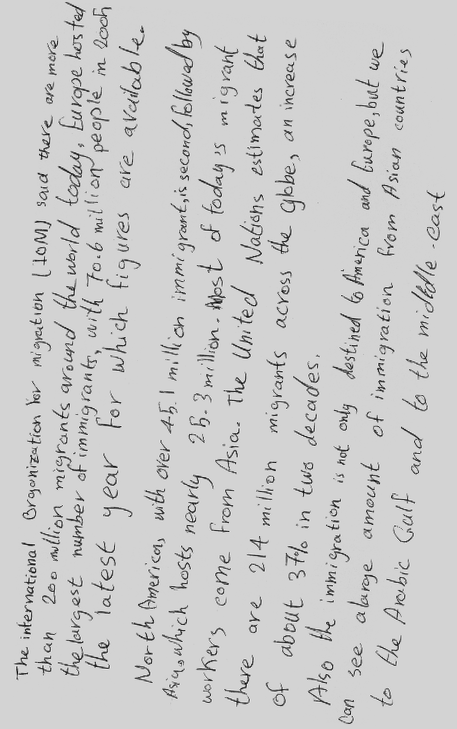 The international Organization for migration (IOM) said there are more
than 200 million migrants around the world today, Europe hosted
the largest number of immigrants, with 70.6 million people in 2005
the latest year for which figures are available.
North American, with over 45.1 million immigrant, is second, followed by
Asia, which hosts nearly 25.3 million. Most of today,s migrant
workers come from Asia. The United Nations estimates that
there are 214 million migrants across the globe, an increase
of about 37% in two decades.
Also the immigration is not only destined to America and Europe, but we
can see alarge amount of immigration from Asian countries
to the Arabic Gulf and to the middle-east